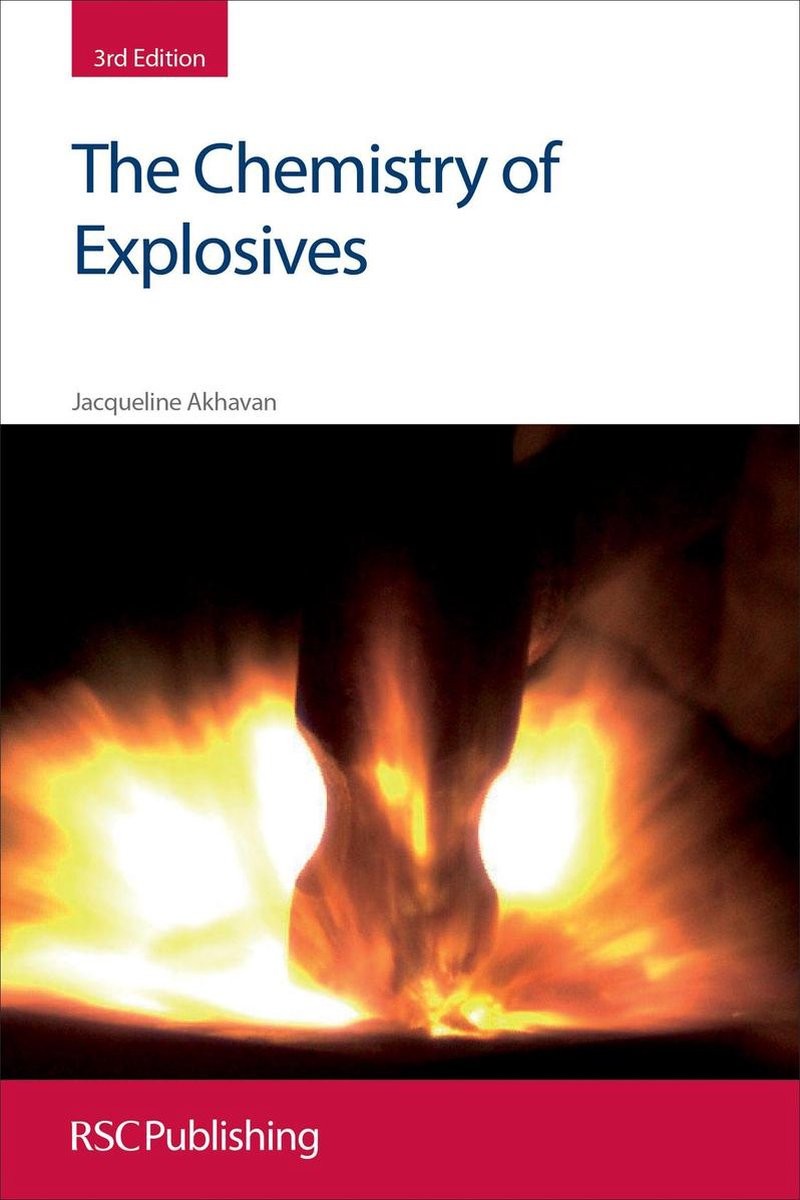 3rd Edition
The Chemistry of
Explosives
Jacqueline Akhavan
RSCPublishing